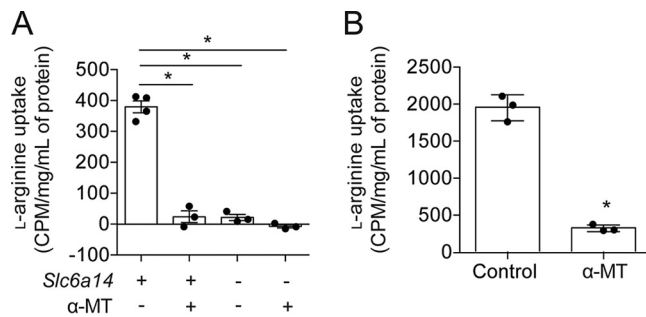 A
L-arginine uptake
(CPM/mg/mL of protein)
500
400
300
200
100
0
-100
*
*
*
Slc6a14 + + - -
α-MT - + - +
B
L-arginine uptake
(CPM/mg/mL of protein)
2500
2000
1500
1000
500
0
*
Control α-MT